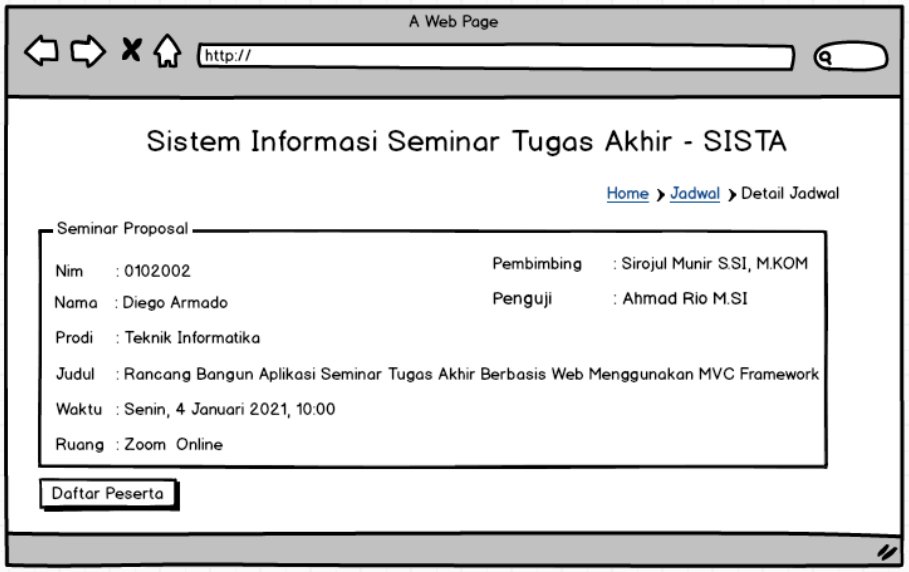 A Web Page
http://
Sistem Informasi Seminar Tugas Akhir - SISTA
Home Jadwal Detail Jadwal
Seminar Proposal
Nim : 0102002
Pembimbing : Sirojul Munir S.SI, M.KOM
Nama : Diego Armado
Penguji : Ahmad Rio M.SI
Prodi : Teknik Informatika
Judul : Rancang Bangun Aplikasi Seminar Tugas Akhir Berbasis Web Menggunakan MVC Framework
Waktu : Senin, 4 Januari 2021, 10:00
Ruang : Zoom Online
Daftar Peserta